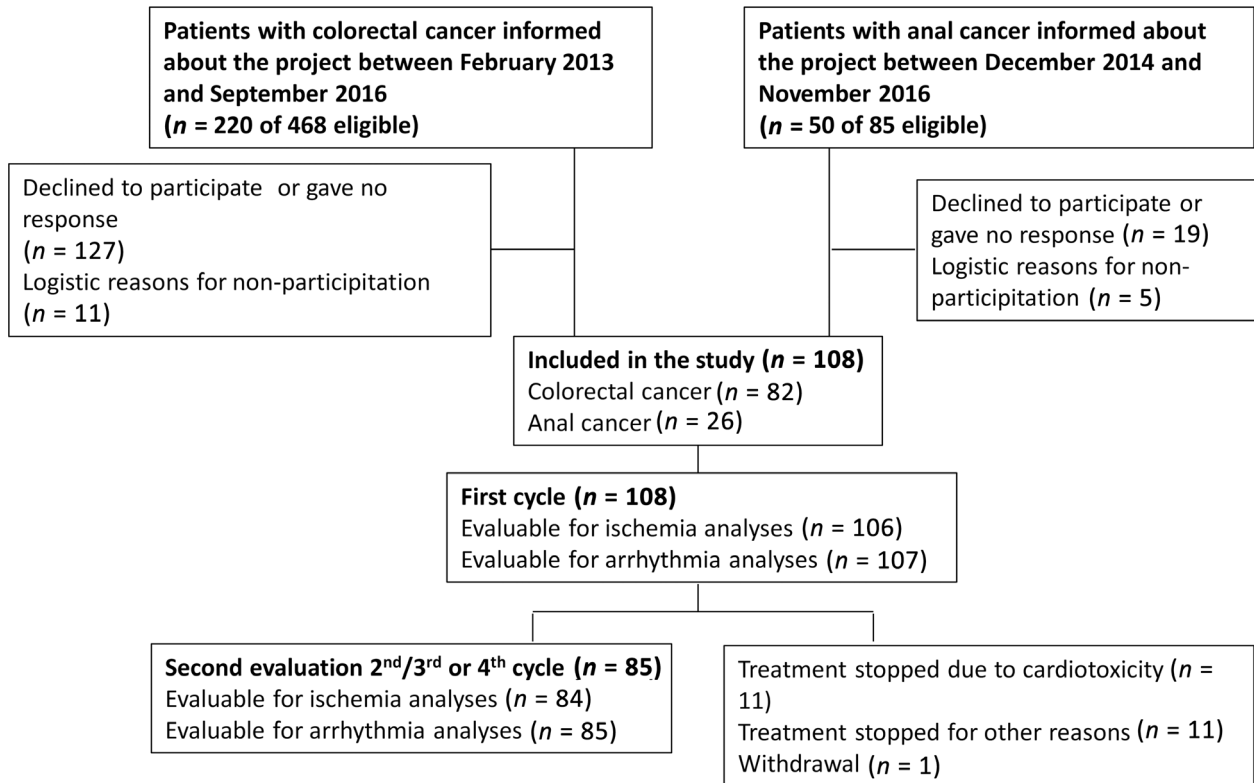 Patients with colorectal cancer informed
about the project between February 2013
and September 2016
(n = 220 of 468 eligible)
Patients with anal cancer informed about
the project between December 2014 and
November 2016
(n = 50 of 85 eligible)
Declined to participate or gave no
response
(n = 127)
Logistic reasons for non-participitation
(n = 11)
Declined to participate or
gave no response (n = 19)
Logistic reasons for non-
participitation (n = 5)
Included in the study (n = 108)
Colorectal cancer (n = 82)
Anal cancer (n = 26)
First cycle (n = 108)
Evaluable for ischemia analyses (n = 106)
Evaluable for arrhythmia analyses (n = 107)
Second evaluation 2nd/3rd or 4th cycle (n = 85)
Evaluable for ischemia analyses (n = 84)
Evaluable for arrhythmia analyses (n = 85)
Treatment stopped due to cardiotoxicity (n =
11)
Treatment stopped for other reasons (n = 11)
Withdrawal (n = 1)